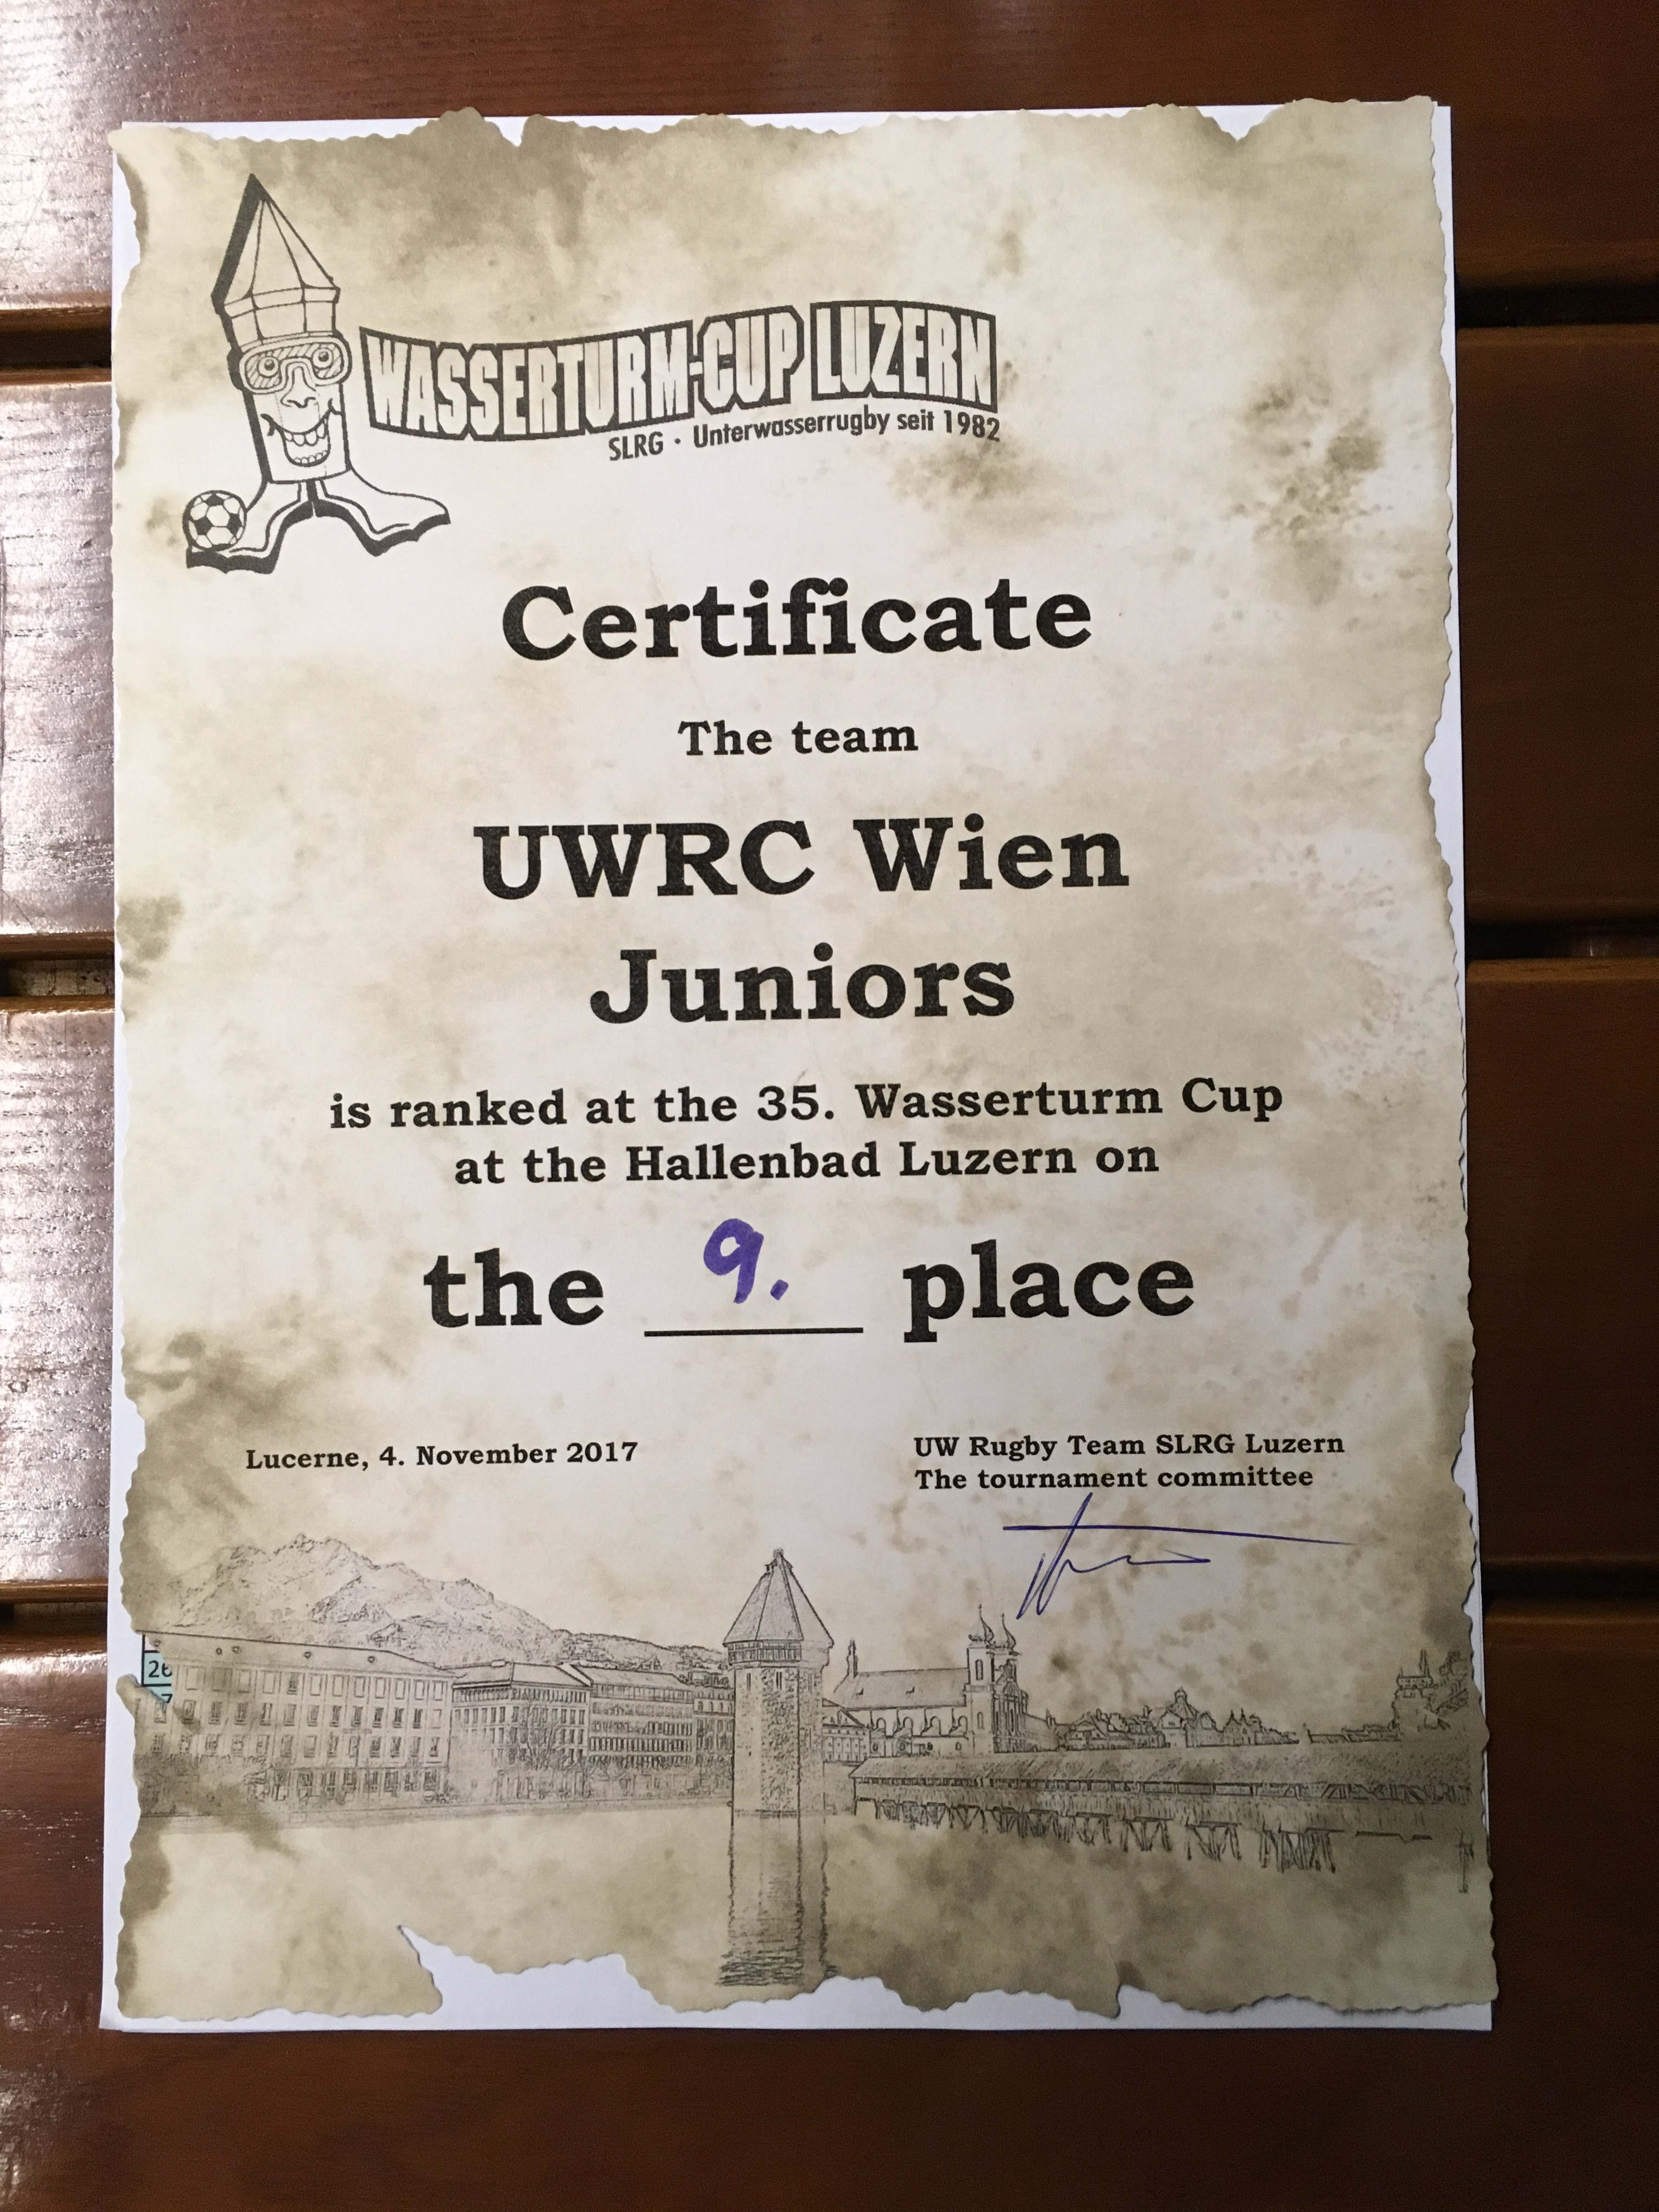 WASSERTURM-CUP LUZERN
SLRG · Unterwasserrugby seit 1982
Certificate
The team
UWRC Wien
Juniors
is ranked at the 35. Wasserturm Cup
at the Hallenbad Luzern on
the 9. place
Lucerne, 4. November 2017
UW Rugby Team SLRG Luzern
The tournament committee
26